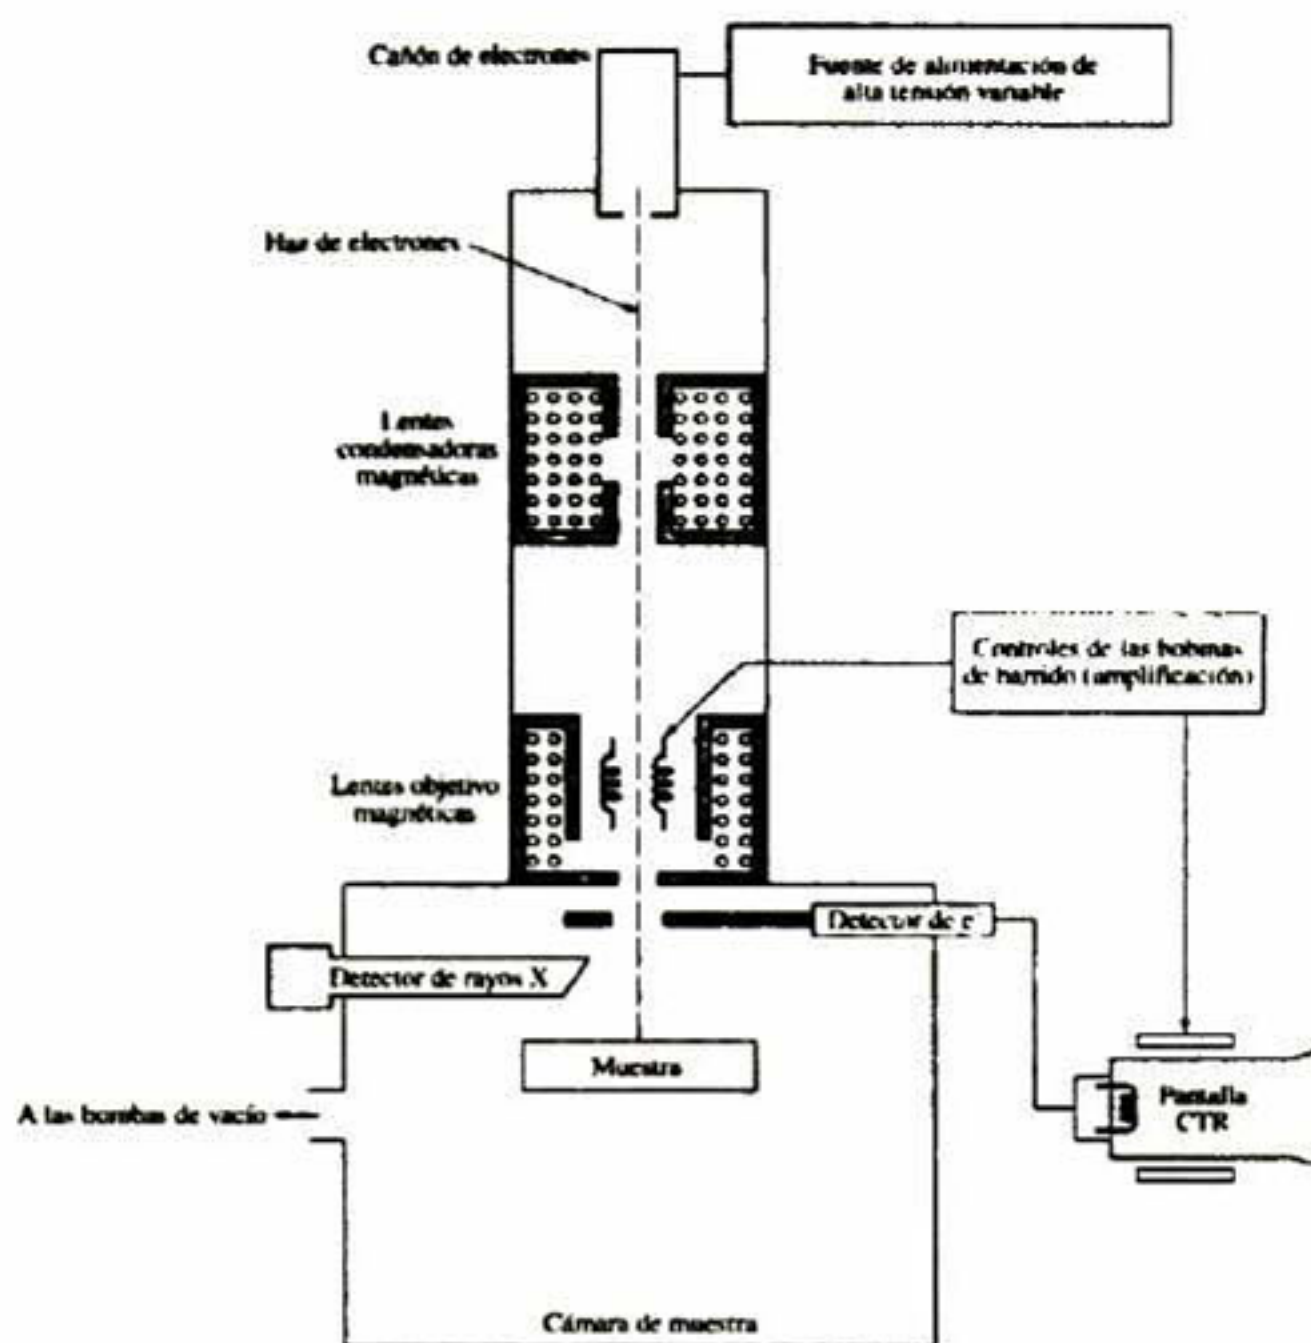 Cañón de electrones
Fuente de alimentación de
alta tensión variable
Haz de electrones
Lentes
condensadoras
magnéticas
Controles de las bobinas
de barrido (amplificación)
Lentes objetivo
magnéticas
Detector de e⁻
Detector de rayos X
Muestra
A las bombas de vacío
Pantalla
CTR
Cámara de muestra